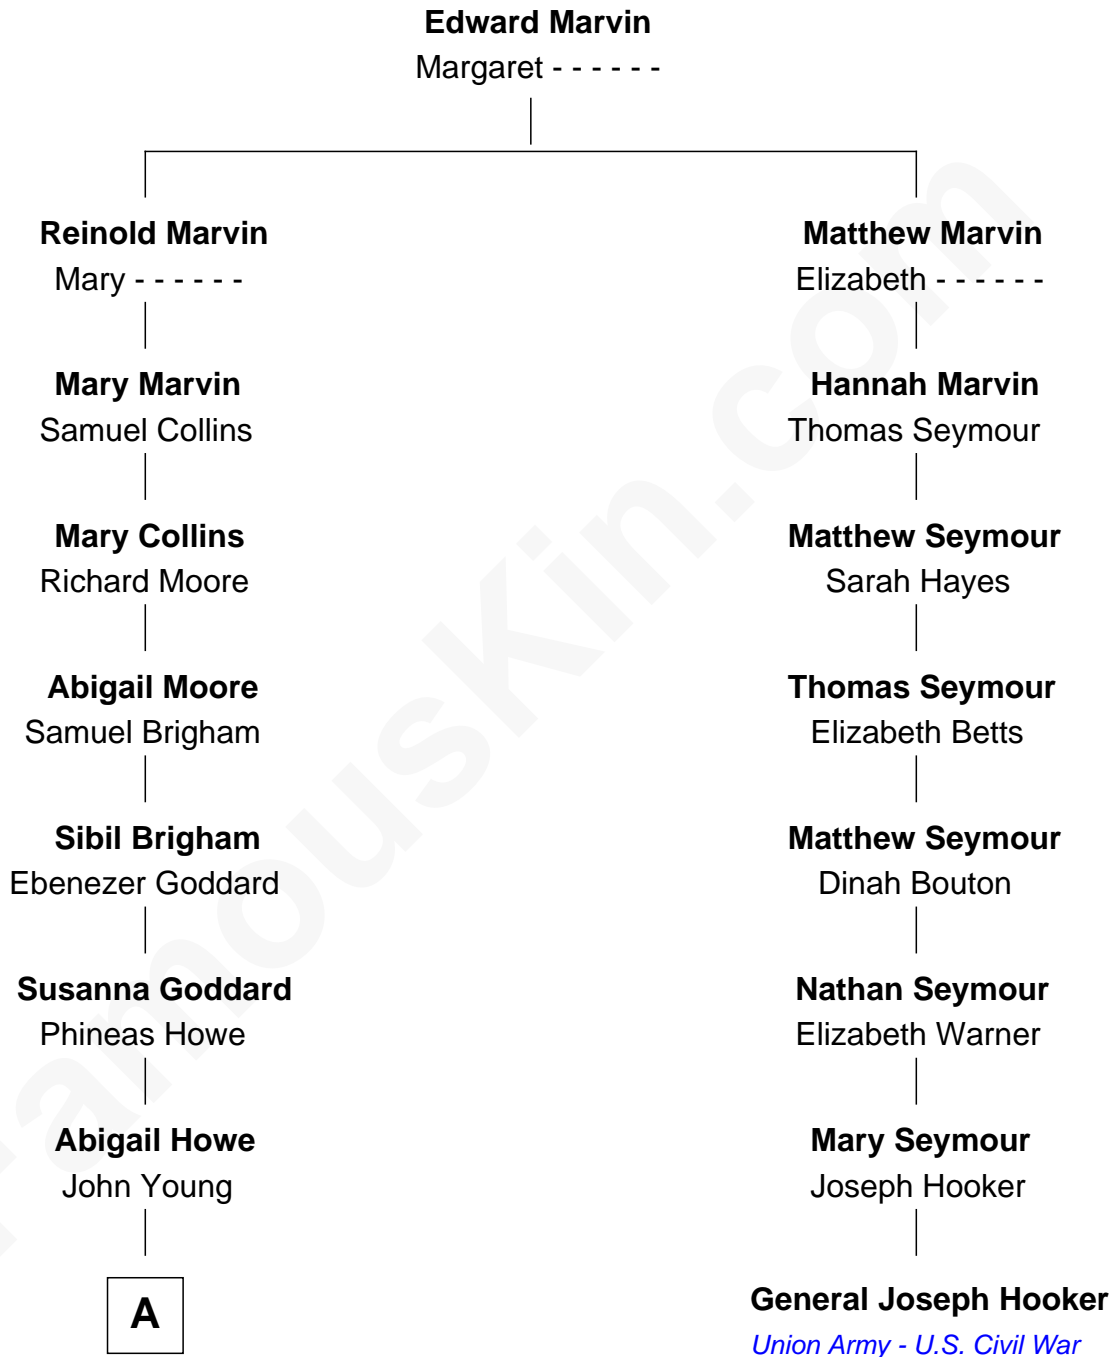 Edward Marvin
Margaret - - - - - -
Reinold Marvin
Mary - - - - - -
Matthew Marvin
Elizabeth - - - - - -
Mary Marvin
Samuel Collins
Hannah Marvin
Thomas Seymour
Mary Collins
Richard Moore
Matthew Seymour
Sarah Hayes
Abigail Moore
Samuel Brigham
Thomas Seymour
Elizabeth Betts
Sibil Brigham
Ebenezer Goddard
Matthew Seymour
Dinah Bouton
Susanna Goddard
Phineas Howe
Nathan Seymour
Elizabeth Warner
Abigail Howe
John Young
Mary Seymour
Joseph Hooker
A
General Joseph Hooker
Union Army - U.S. Civil War
FamousKin.com